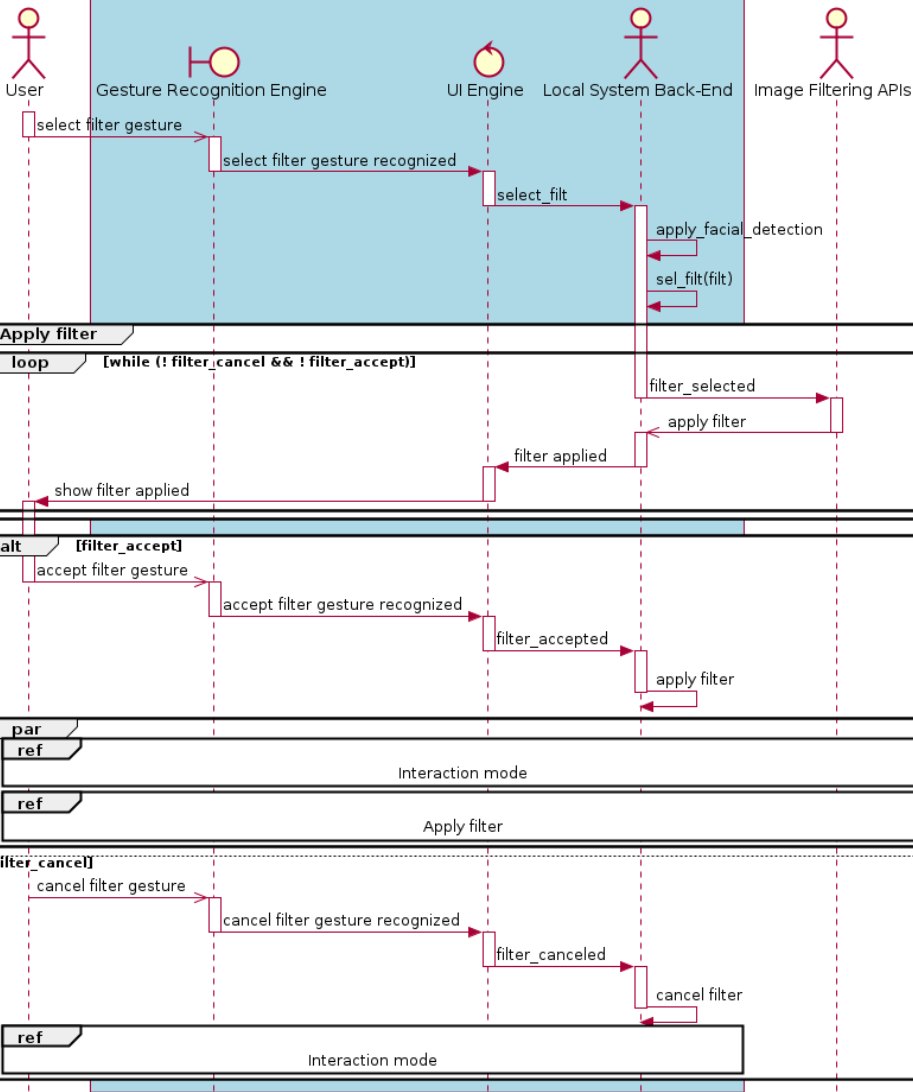 User
Gesture Recognition Engine
UI Engine
Local System Back-End
Image Filtering APIs
select filter gesture
select filter gesture recognized
select_filt
apply_facial_detection
sel_filt(filt)
Apply filter
loop
[while (! filter_cancel && ! filter_accept)]
filter_selected
apply filter
filter applied
show filter applied
alt
[filter_accept]
accept filter gesture
accept filter gesture recognized
filter_accepted
apply filter
par
ref
Interaction mode
ref
Apply filter
ilter_cancel]
cancel filter gesture
cancel filter gesture recognized
filter_canceled
cancel filter
ref
Interaction mode